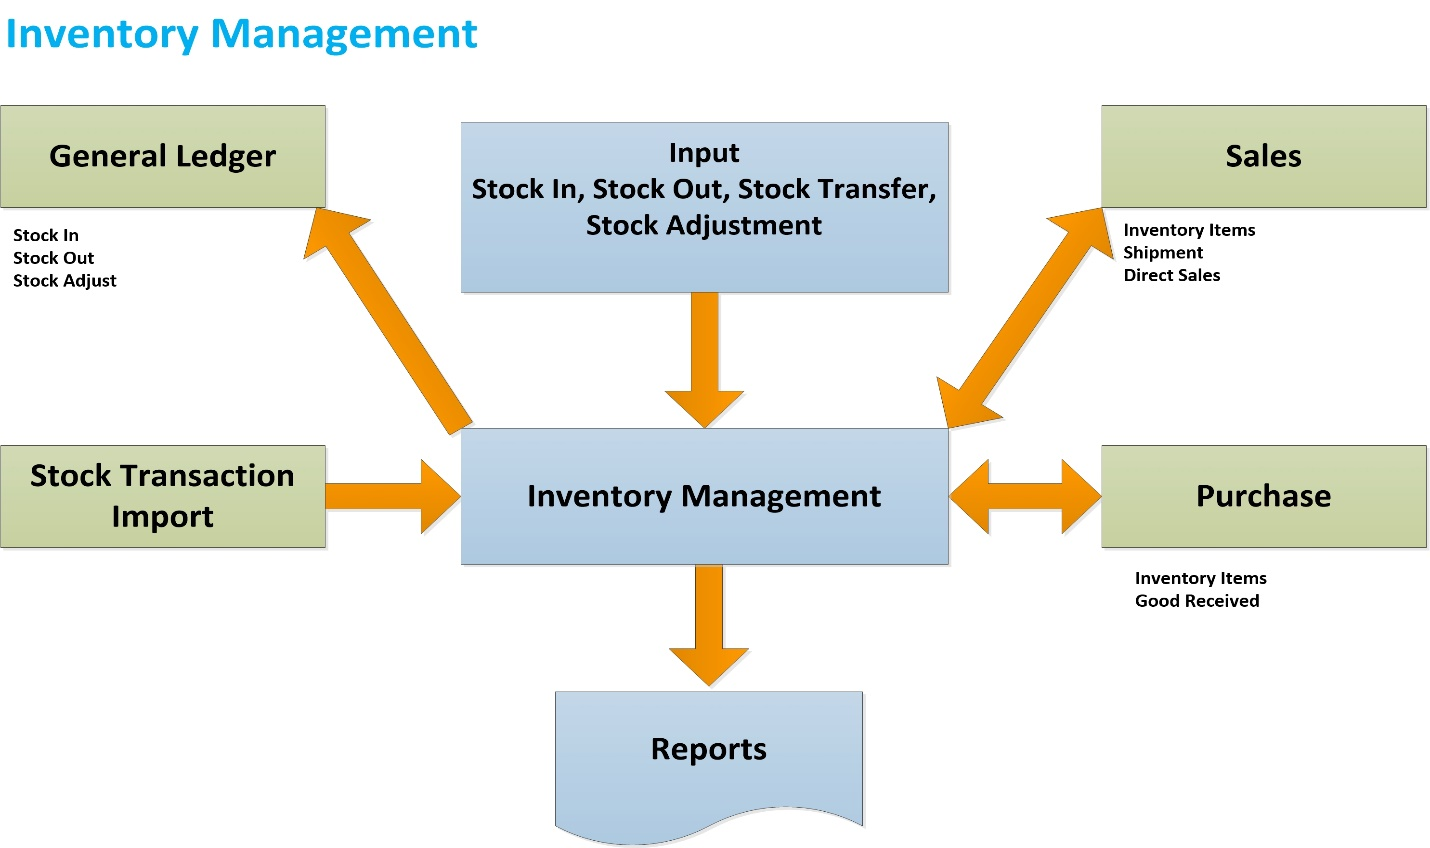 Inventory Management
General Ledger
Stock In
Stock Out
Stock Adjust
Input
Stock In, Stock Out, Stock Transfer,
Stock Adjustment
Sales
Inventory Items
Shipment
Direct Sales
Stock Transaction
Import
Inventory Management
Purchase
Inventory Items
Good Received
Reports